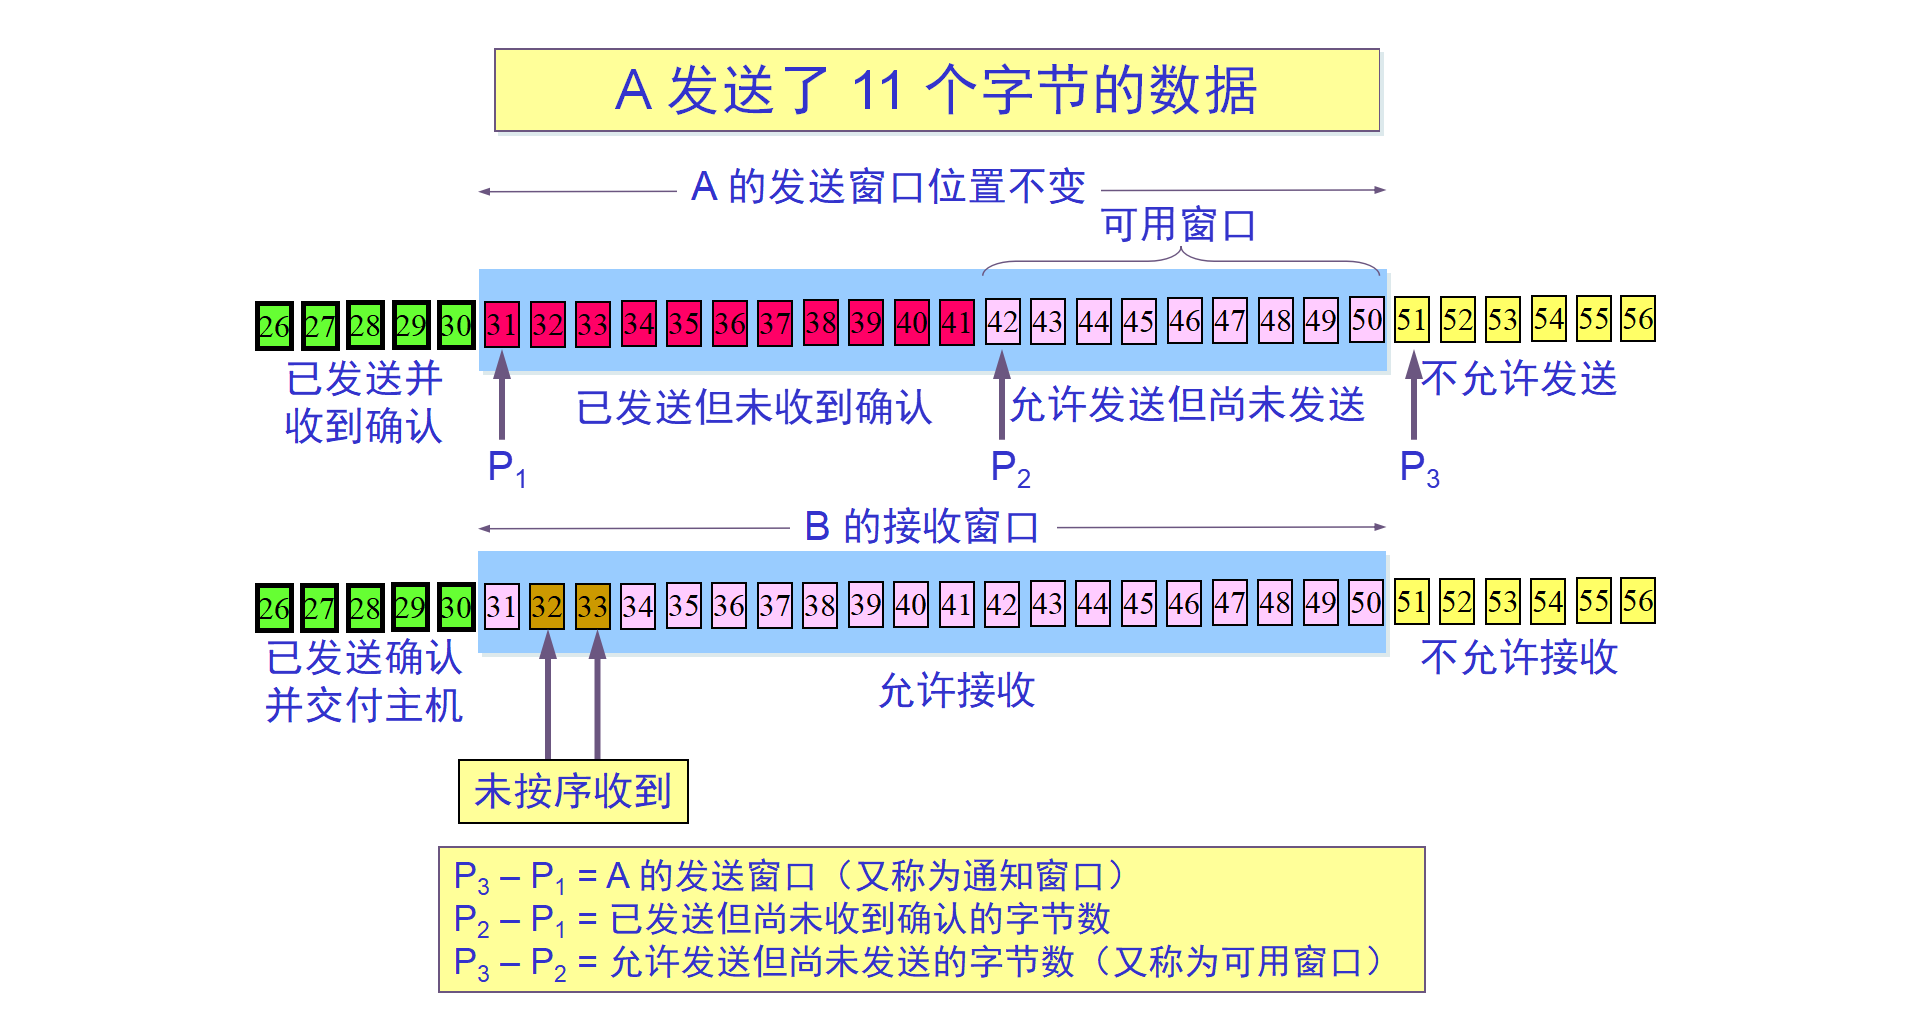 A 发送了 11 个字节的数据
A 的发送窗口位置不变
可用窗口
26 27 28 29 30 31 32 33 34 35 36 37 38 39 40 41 42 43 44 45 46 47 48 49 50 51 52 53 54 55 56
已发送并
收到确认
已发送但未收到确认
允许发送但尚未发送
不允许发送
P1
P2
P3
B 的接收窗口
26 27 28 29 30 31 32 33 34 35 36 37 38 39 40 41 42 43 44 45 46 47 48 49 50 51 52 53 54 55 56
已发送确认
并交付主机
允许接收
不允许接收
未按序收到
P3 – P1 = A 的发送窗口（又称为通知窗口）
P2 – P1 = 已发送但尚未收到确认的字节数
P3 – P2 = 允许发送但尚未发送的字节数（又称为可用窗口）